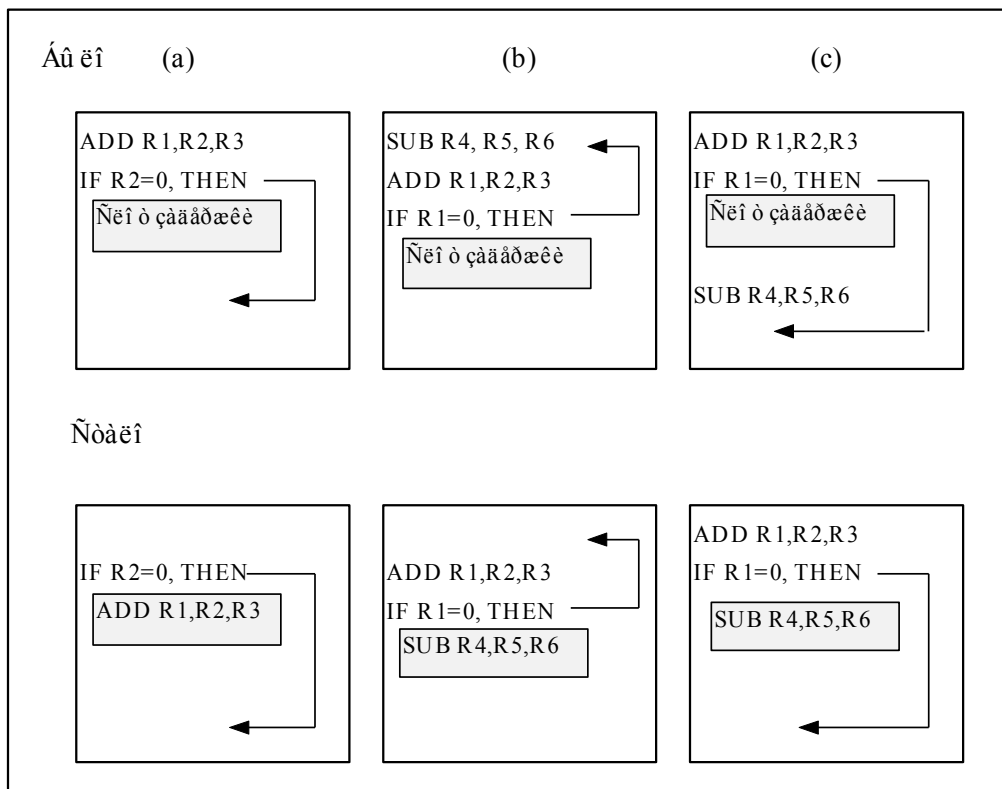 Áû ëî (a) (b) (c)
ADD R1,R2,R3
IF R2=0, THEN
Ñëî ò çàäåðæêè
SUB R4, R5, R6
ADD R1,R2,R3
IF R1=0, THEN
Ñëî ò çàäåðæêè
ADD R1,R2,R3
IF R1=0, THEN
Ñëî ò çàäåðæêè
SUB R4,R5,R6
Ñòàëî
IF R2=0, THEN
ADD R1,R2,R3
ADD R1,R2,R3
IF R1=0, THEN
SUB R4,R5,R6
ADD R1,R2,R3
IF R1=0, THEN
SUB R4,R5,R6